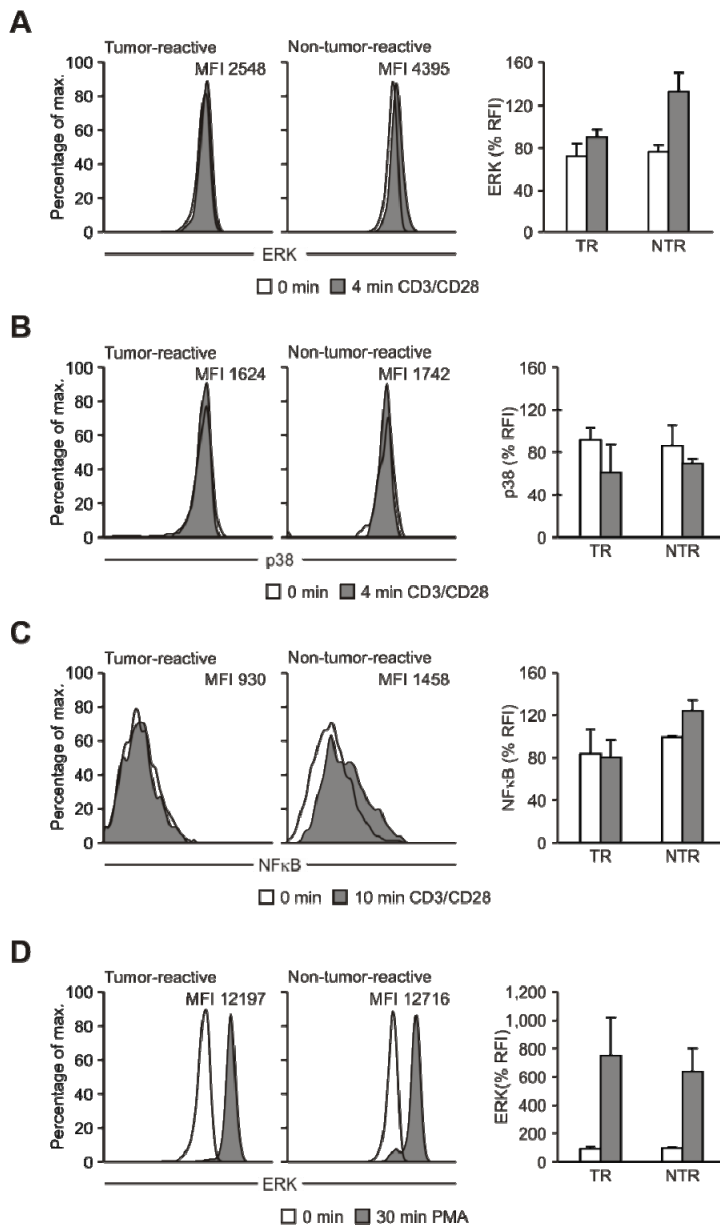 A
Tumor-reactive
Non-tumor-reactive
MFI 2548
MFI 4395
Percentage of max.
100
80
60
40
20
0
ERK
0 min 4 min CD3/CD28
ERK (% RFI)
160
120
80
40
0
TR NTR
B
Tumor-reactive
Non-tumor-reactive
MFI 1624
MFI 1742
Percentage of max.
100
80
60
40
20
0
p38
0 min 4 min CD3/CD28
p38 (% RFI)
160
120
80
40
0
TR NTR
C
Tumor-reactive
Non-tumor-reactive
MFI 930
MFI 1458
Percentage of max.
100
80
60
40
20
0
NFκB
0 min 10 min CD3/CD28
NFκB (% RFI)
160
120
80
40
0
TR NTR
D
Tumor-reactive
Non-tumor-reactive
MFI 12197
MFI 12716
Percentage of max.
100
80
60
40
20
0
ERK
0 min 30 min PMA
ERK(% RFI)
1,200
1,000
800
600
400
200
0
TR NTR